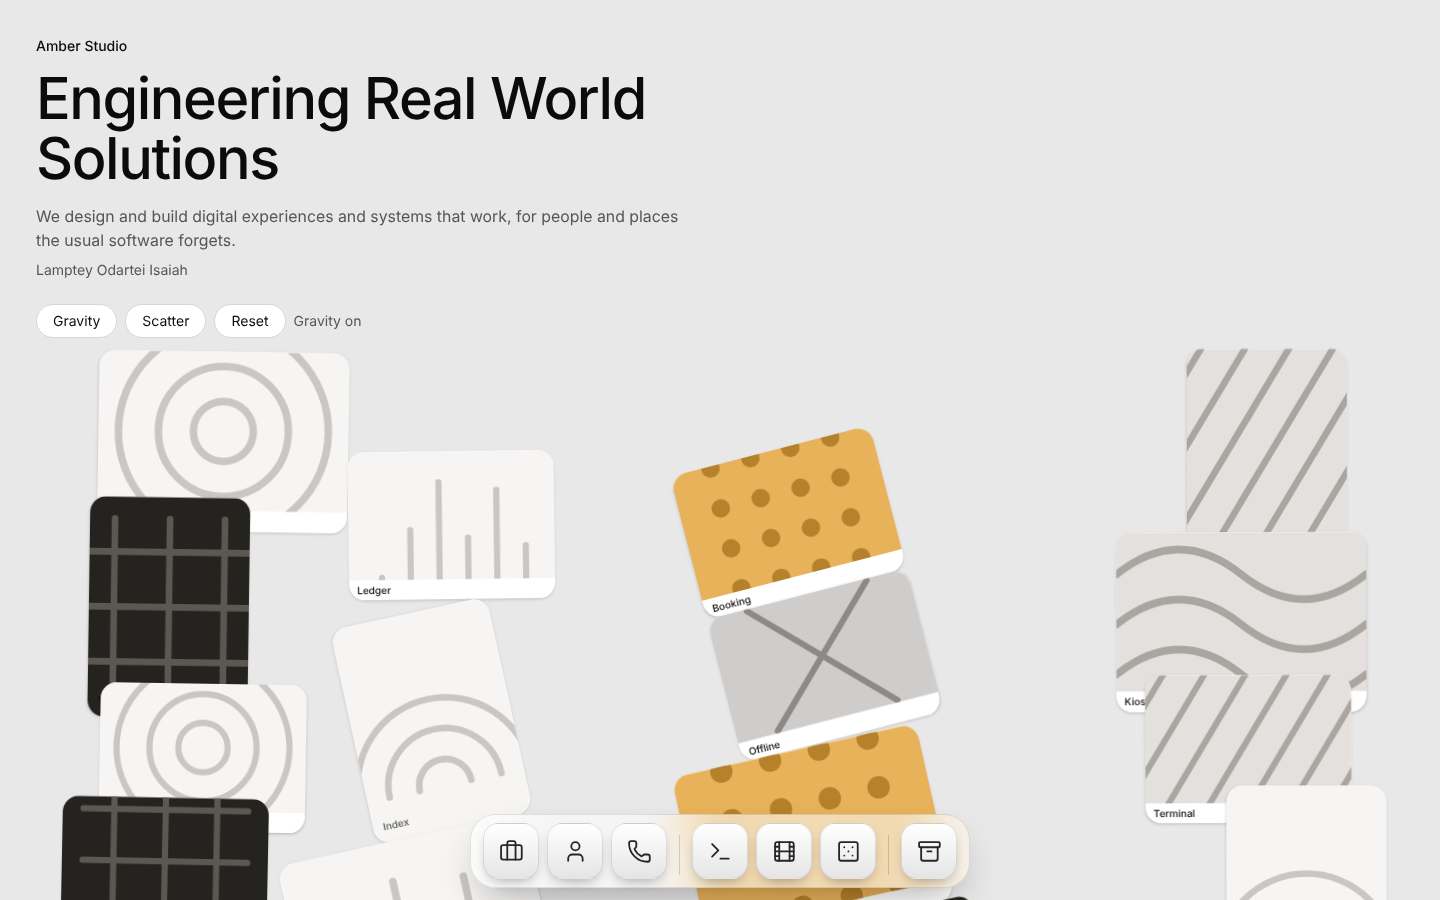 Amber Studio
Engineering Real World
Solutions
We design and build digital experiences and systems that work, for people and places
the usual software forgets.
Lamptey Odartei Isaiah
Gravity
Scatter
Reset
Gravity on
Ledger
Booking
Offline
Index
Terminal